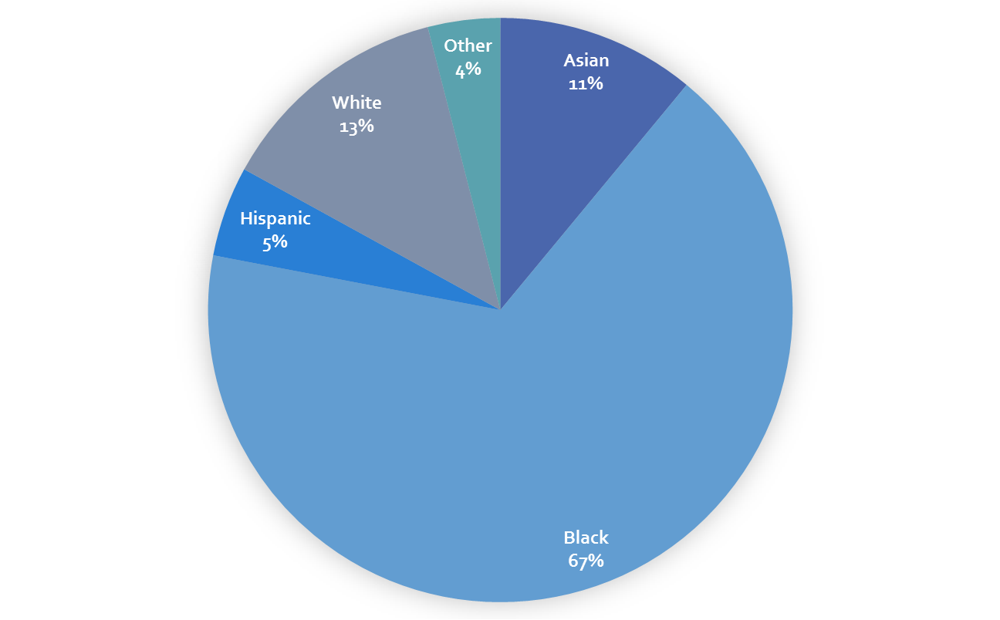 Other
4%
Asian
11%
White
13%
Hispanic
5%
Black
67%